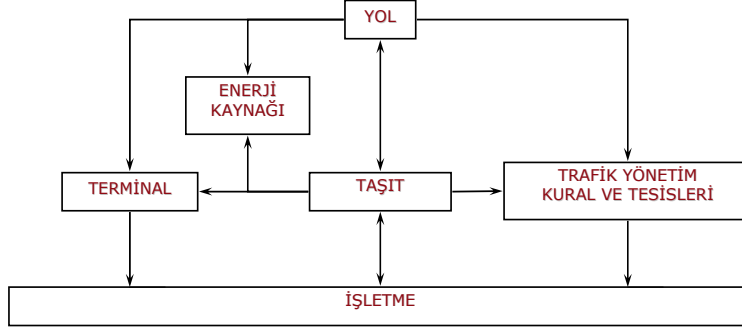 YOL
ENERJİ
KAYNAĞI
TERMİNAL
TAŞIT
TRAFİK YÖNETİM
KURAL VE TESİSLERİ
İŞLETME